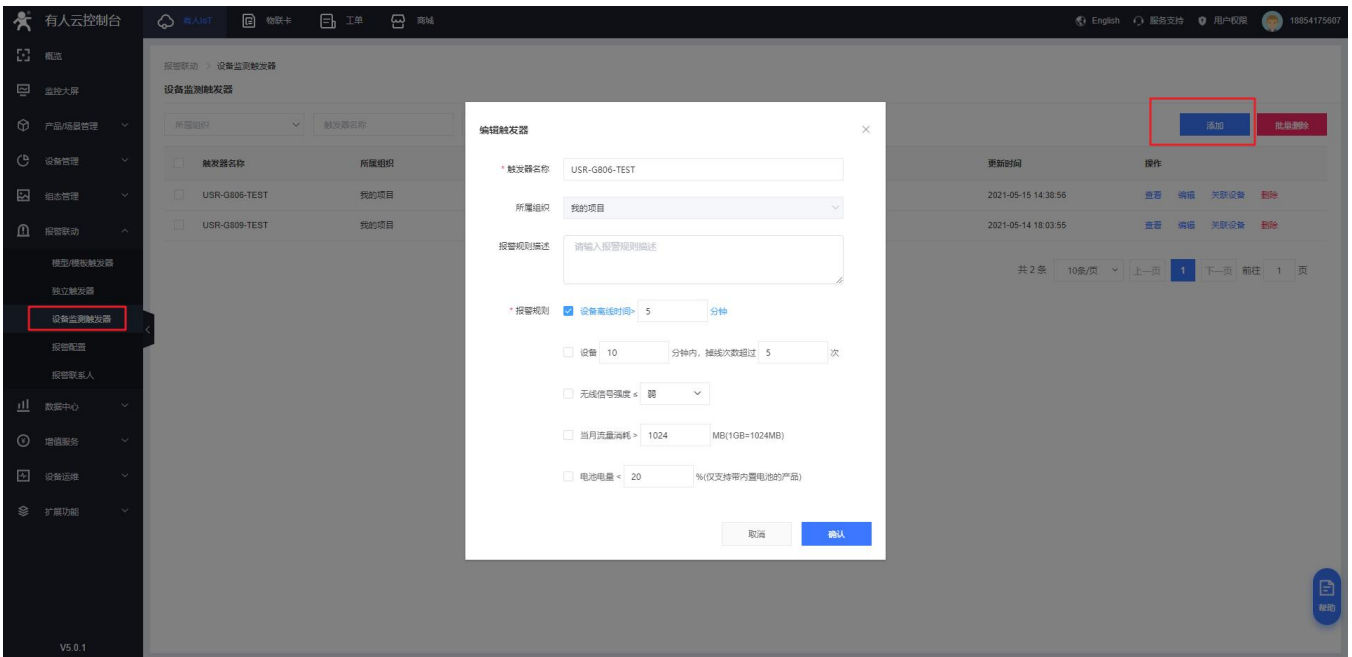 有人云控制台
有人IoT 物联卡 工单 商城
English 服务支持 用户权限 18854175607
概览
监控大屏
产品/场景管理
设备管理
组态管理
报警联动
模型/模板触发器
独立触发器
设备监测触发器
报警配置
报警联系人
数据中心
增值服务
设备运维
扩展功能
V5.0.1
报警联动 > 设备监测触发器
设备监测触发器
所属组织 触发器名称
添加 批量删除
触发器名称 所属组织 更新时间 操作
USR-G806-TEST 我的项目 2021-05-15 14:38:56 查看 编辑 关联设备 删除
USR-G809-TEST 我的项目 2021-05-14 18:03:55 查看 编辑 关联设备 删除
共 2 条 10条/页 上一页 1 下一页 前往 1 页
编辑触发器
* 触发器名称 USR-G806-TEST
所属组织 我的项目
报警规则描述 请输入报警规则描述
* 报警规则 设备离线时间> 5 分钟
设备 10 分钟内，掉线次数超过 5 次
无线信号强度 ≤ 弱
当月流量消耗 > 1024 MB(1GB=1024MB)
电池电量 < 20 %(仅支持带内置电池的产品)
取消 确认
帮助